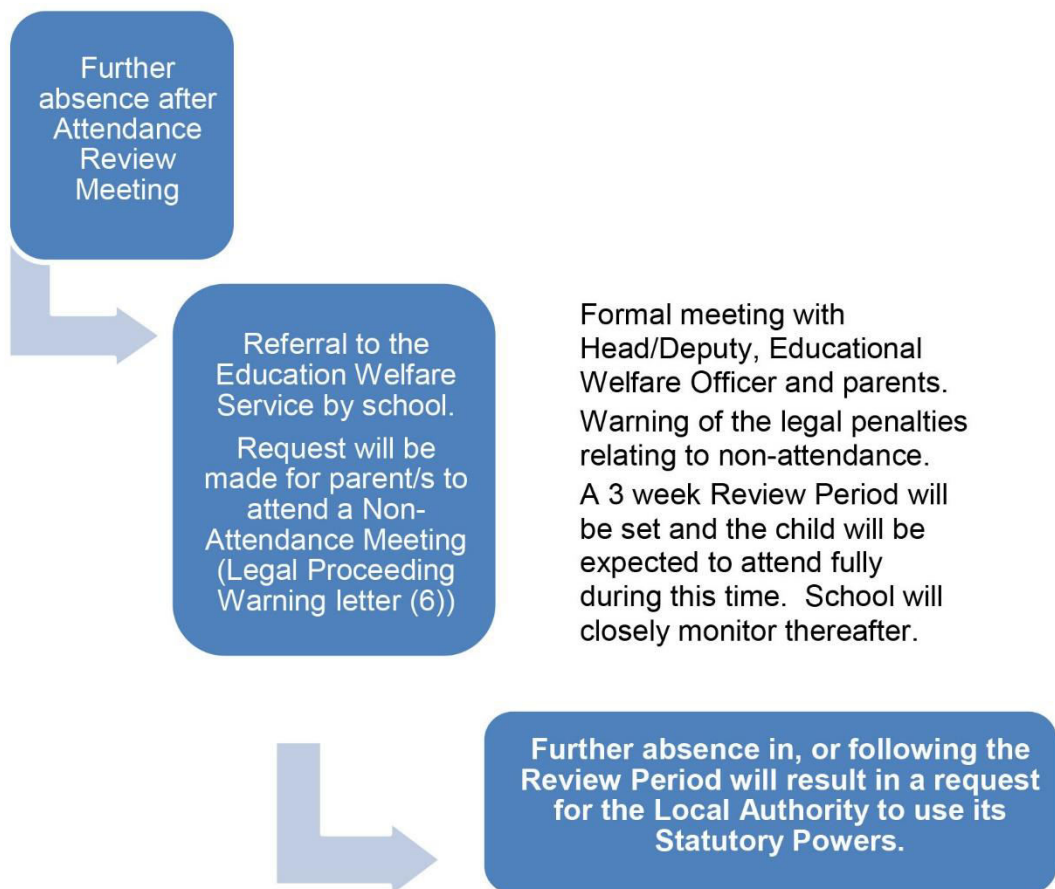 Further
absence after
Attendance
Review
Meeting
Referral to the
Education Welfare
Service by school.
Request will be
made for parent/s to
attend a Non-
Attendance Meeting
(Legal Proceeding
Warning letter (6))
Formal meeting with
Head/Deputy, Educational
Welfare Officer and parents.
Warning of the legal penalties
relating to non-attendance.
A 3 week Review Period will
be set and the child will be
expected to attend fully
during this time.  School will
closely monitor thereafter.
Further absence in, or following the
Review Period will result in a request
for the Local Authority to use its
Statutory Powers.